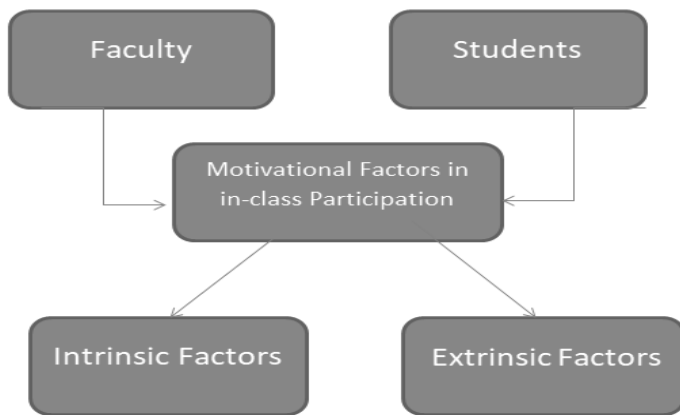 Faculty
Students
Motivational Factors in
in-class Participation
Intrinsic Factors
Extrinsic Factors